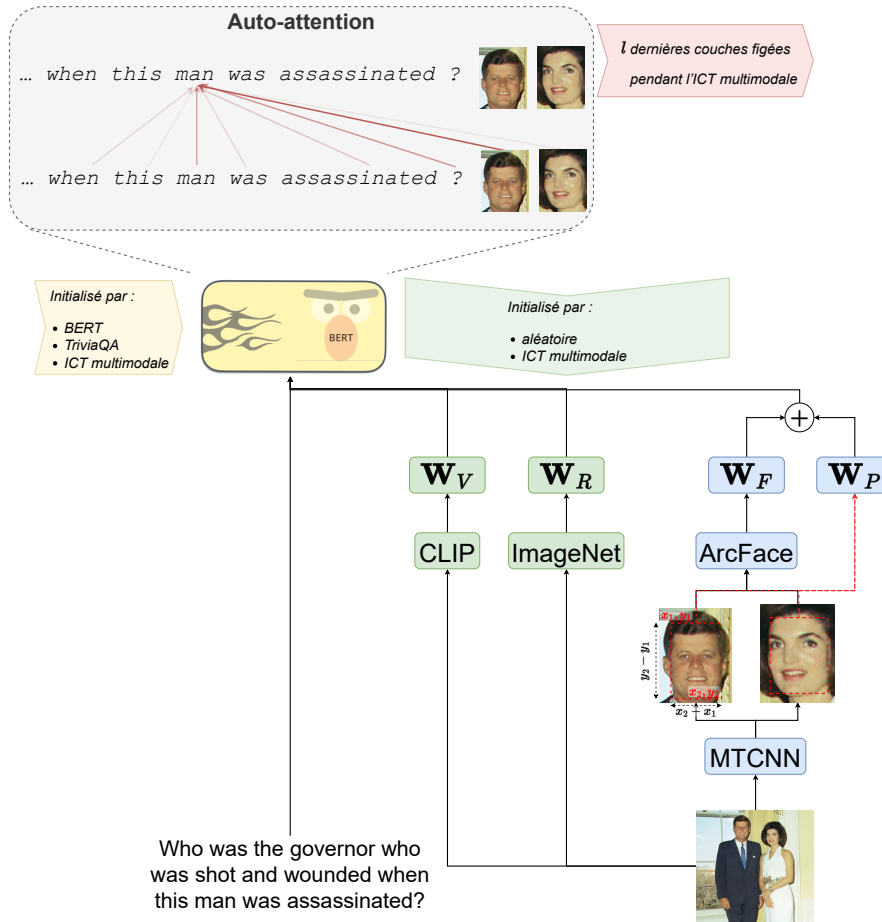 Auto-attention
… when this man was assassinated ?
l dernières couches figées
pendant l'ICT multimodale
… when this man was assassinated ?
Initialisé par :
• BERT
• TriviaQA
• ICT multimodale
BERT
Initialisé par :
• aléatoire
• ICT multimodale
+
W_V
W_R
W_F
W_P
CLIP
ImageNet
ArcFace
x₁, y₁
y₂ − y₁
x₂, y₂
x₂ − x₁
MTCNN
Who was the governor who
was shot and wounded when
this man was assassinated?